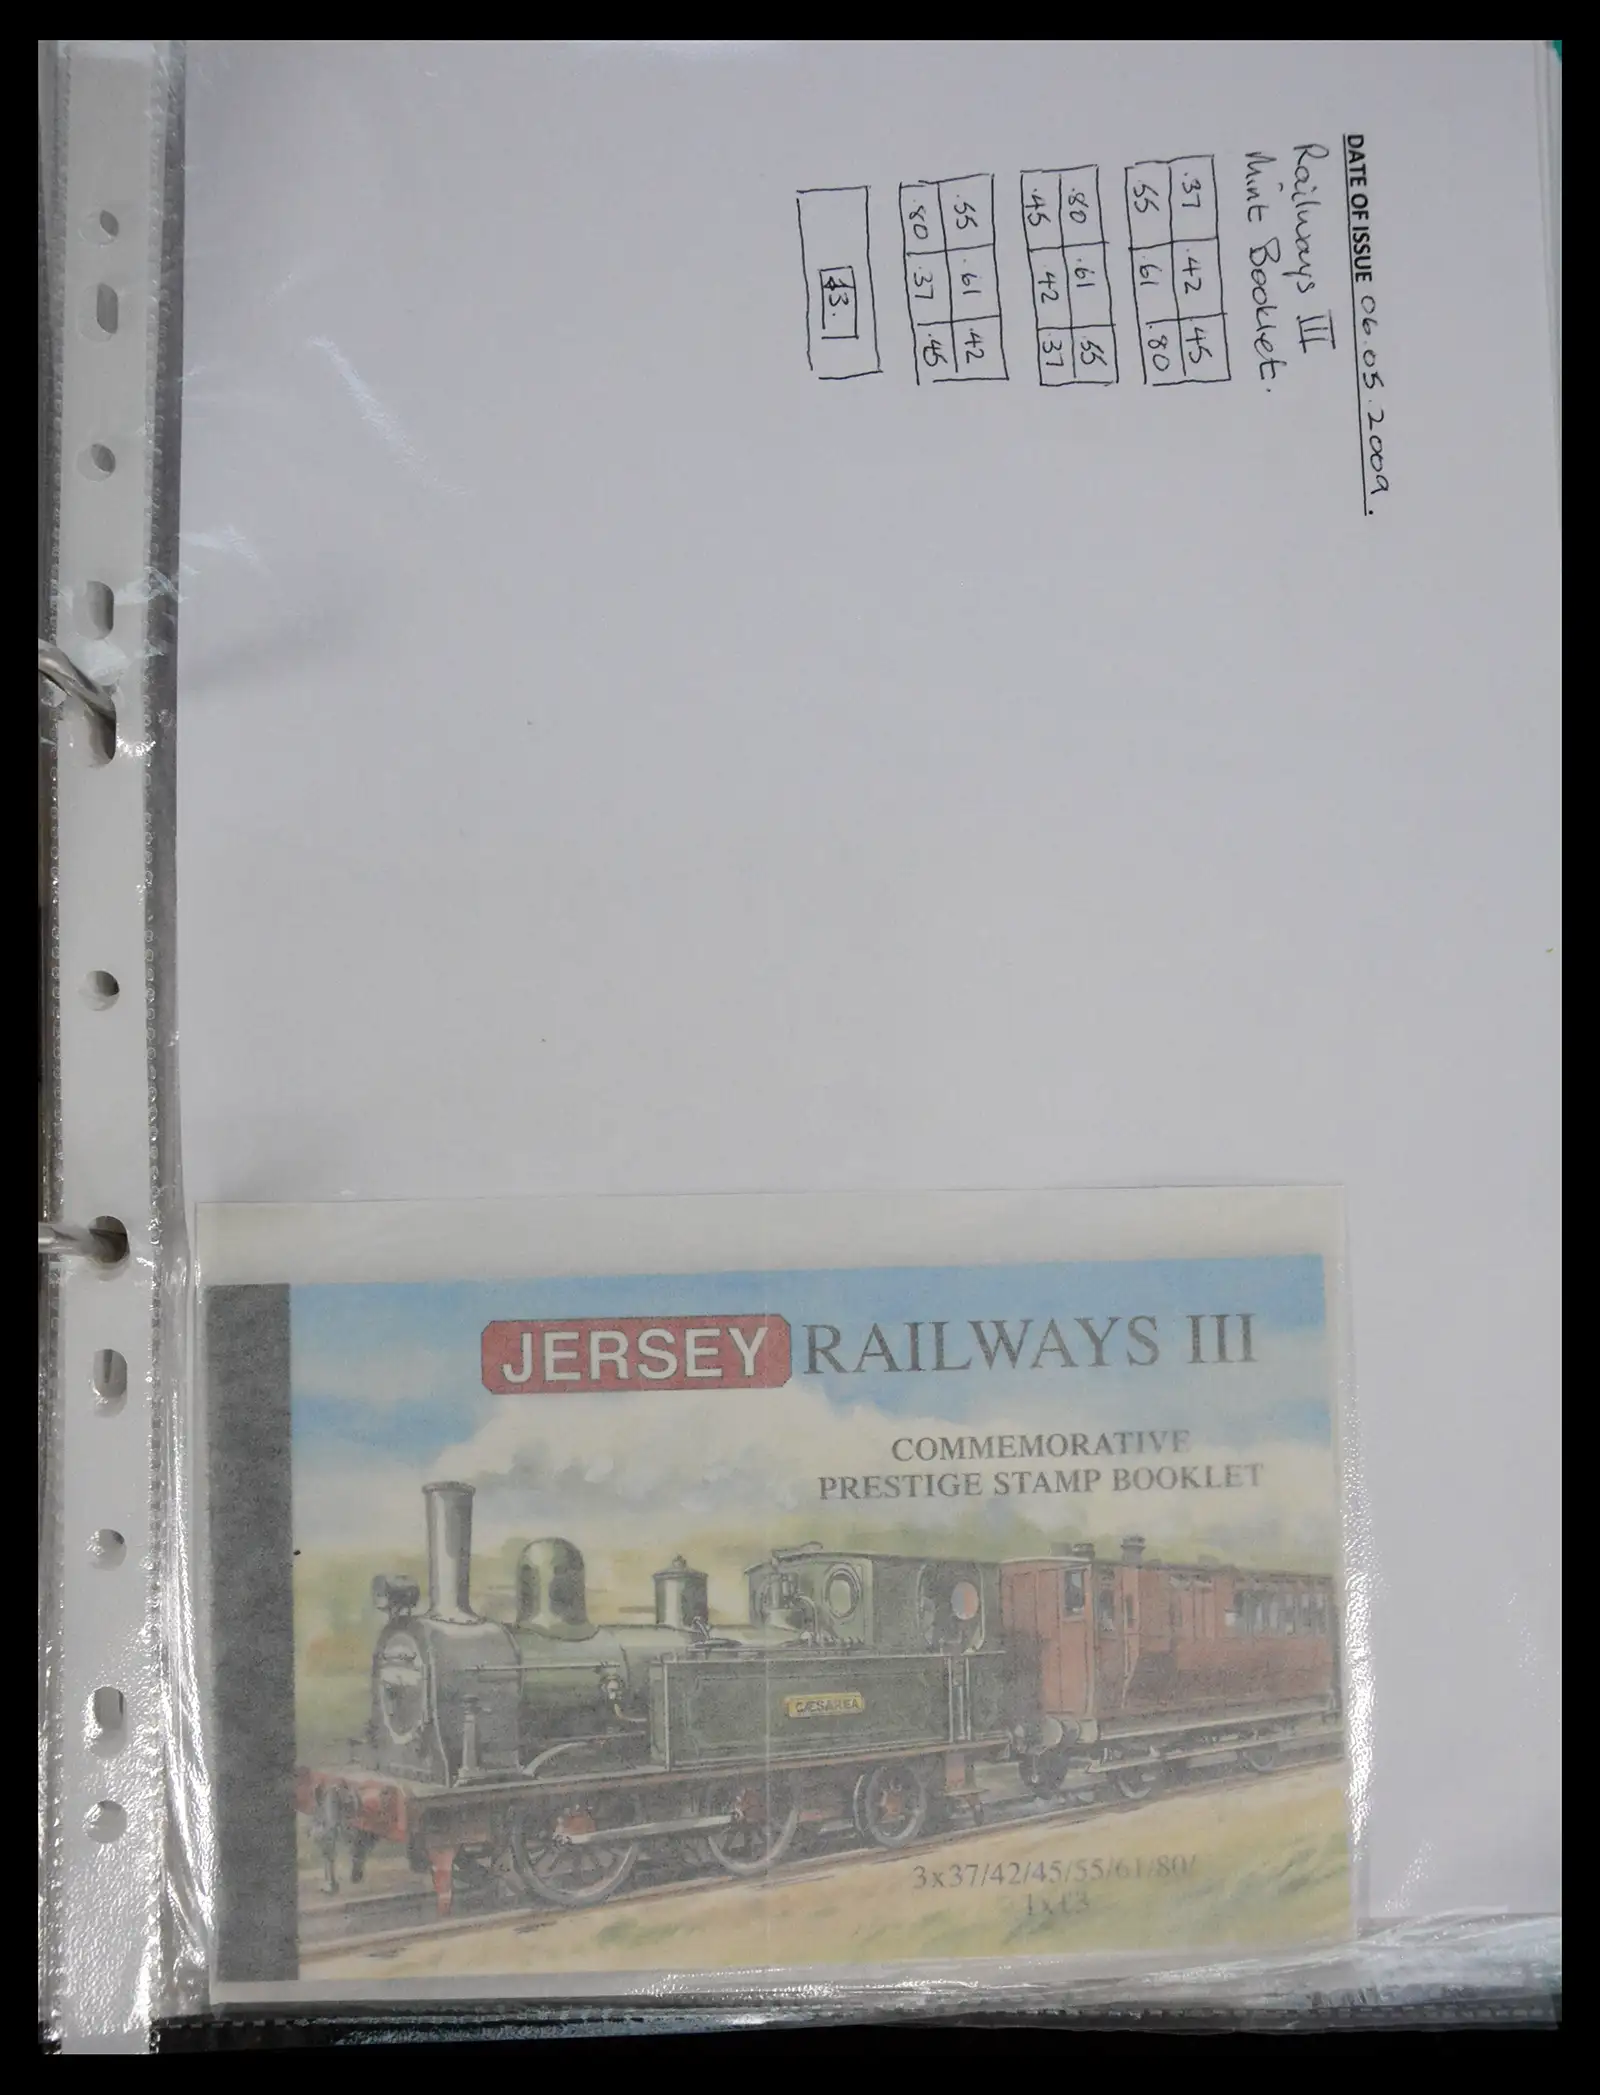 DATE OF ISSUE 06.05.2009.
Railways III
Mint Booklet.
.37 .42 .45
.55 .61 .80
.80 .61 .55
.45 .42 .37
.55 .61 .42
.80 .37 .45
£3.
JERSEY RAILWAYS III
COMMEMORATIVE
PRESTIGE STAMP BOOKLET
CÆSAREA
3x37/42/45/55/61/80/
1x£3